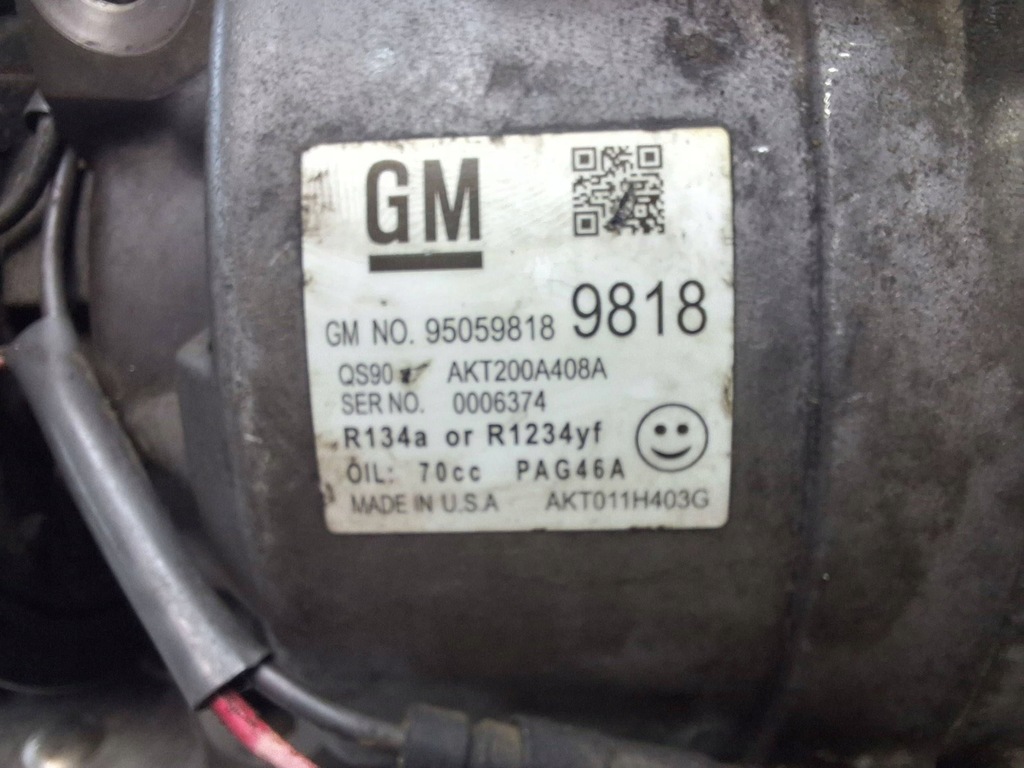 GM
GM NO. 95059818 9818
QS90 AKT200A408A
SER NO. 0006374
R134a or R1234yf
OIL: 70cc PAG46A
MADE IN U.S.A AKT011H403G